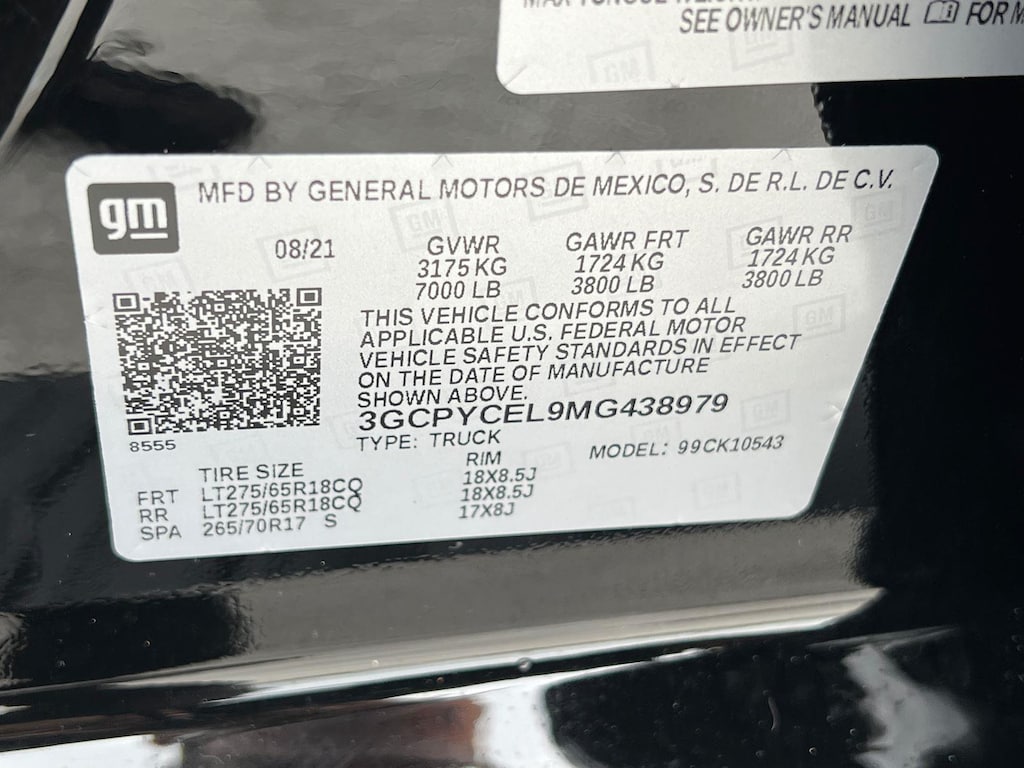 SEE OWNER'S MANUAL FOR
gm
MFD BY GENERAL MOTORS DE MEXICO, S. DE R.L. DE C.V.
08/21 GVWR GAWR FRT GAWR RR
3175 KG 1724 KG 1724 KG
7000 LB 3800 LB 3800 LB
THIS VEHICLE CONFORMS TO ALL
APPLICABLE U.S. FEDERAL MOTOR
VEHICLE SAFETY STANDARDS IN EFFECT
ON THE DATE OF MANUFACTURE
SHOWN ABOVE.
3GCPYCEL9MG438979
8555
TYPE: TRUCK MODEL: 99CK10543
TIRE SIZE RIM
FRT LT275/65R18CQ 18X8.5J
RR LT275/65R18CQ 18X8.5J
SPA 265/70R17 S 17X8J